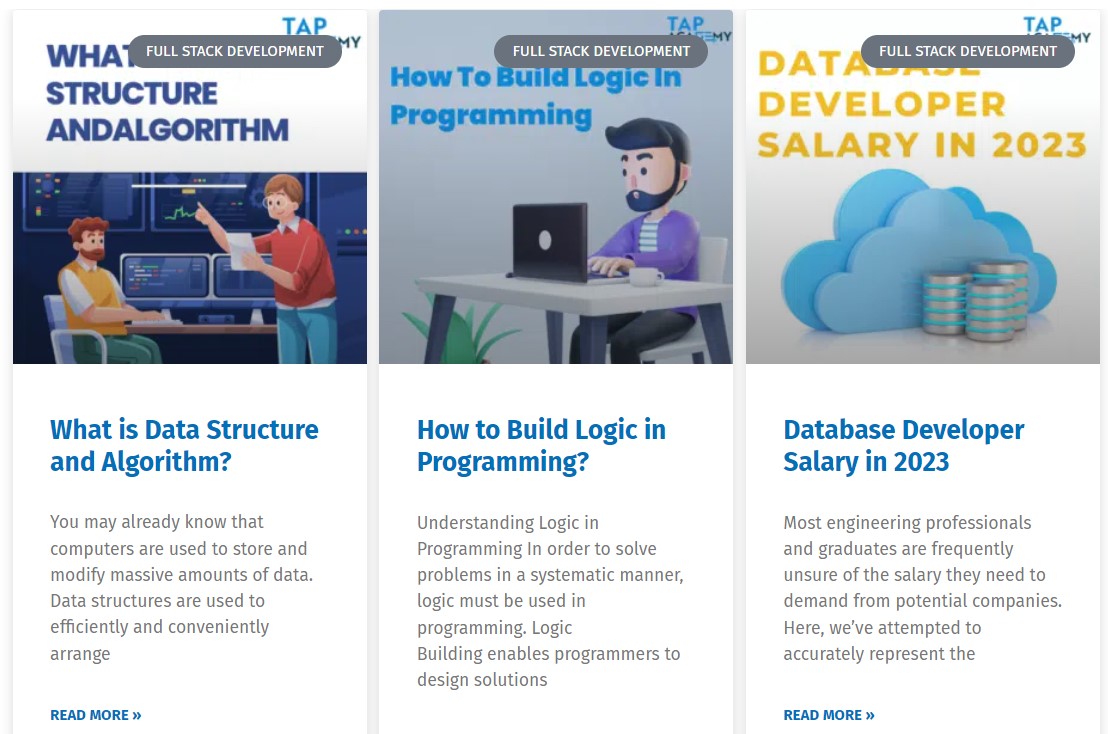 TAP
MY
FULL STACK DEVELOPMENT
WHAT
STRUCTURE
ANDALGORITHM
What is Data Structure
and Algorithm?
You may already know that
computers are used to store and
modify massive amounts of data.
Data structures are used to
efficiently and conveniently
arrange
READ MORE »
TAP
ACADEMY
FULL STACK DEVELOPMENT
How To Build Logic In
Programming
How to Build Logic in
Programming?
Understanding Logic in
Programming In order to solve
problems in a systematic manner,
logic must be used in
programming. Logic
Building enables programmers to
design solutions
TAP
MY
FULL STACK DEVELOPMENT
DATABASE
DEVELOPER
SALARY IN 2023
Database Developer
Salary in 2023
Most engineering professionals
and graduates are frequently
unsure of the salary they need to
demand from potential companies.
Here, we’ve attempted to
accurately represent the
READ MORE »